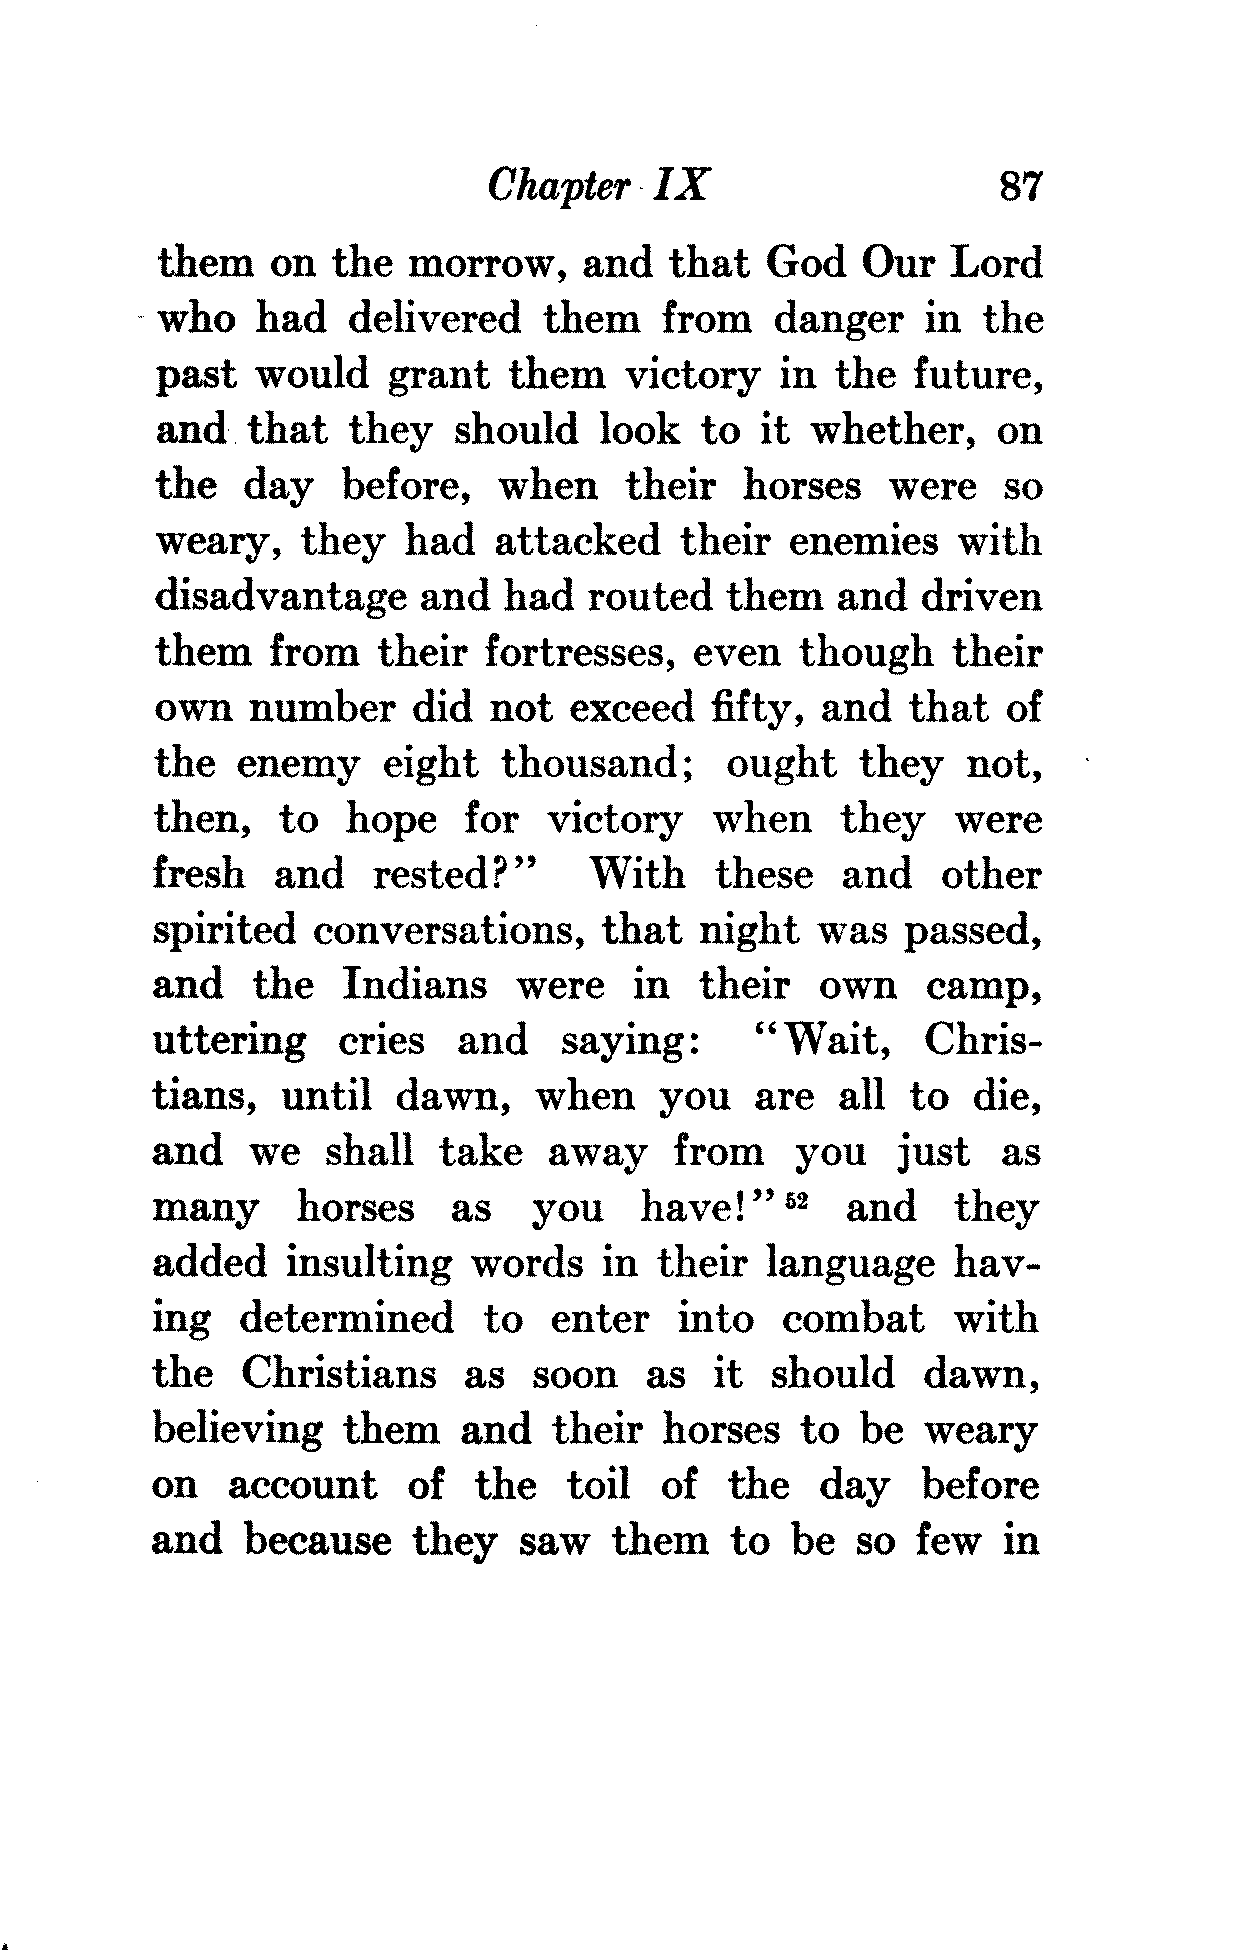 Chapter IX 87
them on the morrow, and that God Our Lord
who had delivered them from danger in the
past would grant them victory in the future,
and that they should look to it whether, on
the day before, when their horses were so
weary, they had attacked their enemies with
disadvantage and had routed them and driven
them from their fortresses, even though their
own number did not exceed fifty, and that of
the enemy eight thousand; ought they not,
then, to hope for victory when they were
fresh and rested?" With these and other
spirited conversations, that night was passed,
and the Indians were in their own camp,
uttering cries and saying: "Wait, Chris-
tians, until dawn, when you are all to die,
and we shall take away from you just as
many horses as you have!" 52 and they
added insulting words in their language hav-
ing determined to enter into combat with
the Christians as soon as it should dawn,
believing them and their horses to be weary
on account of the toil of the day before
and because they saw them to be so few in